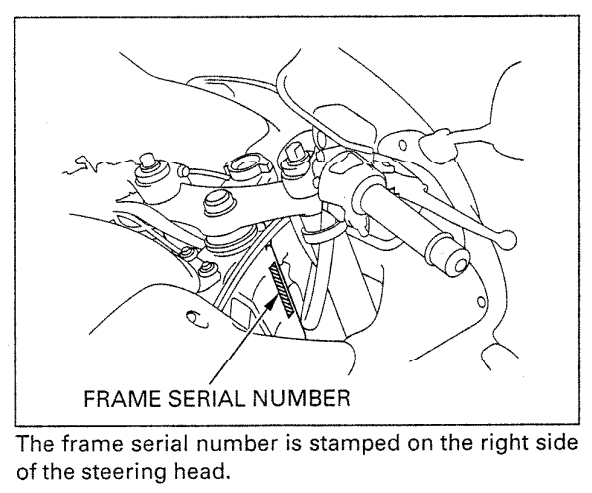 FRAME SERIAL NUMBER
The frame serial number is stamped on the right side
of the steering head.